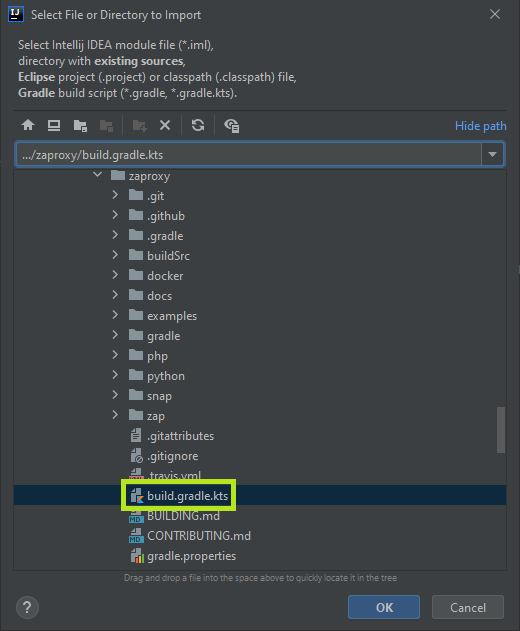 IJ
Select File or Directory to Import
Select Intellij IDEA module file (*.iml),
directory with existing sources,
Eclipse project (.project) or classpath (.classpath) file,
Gradle build script (*.gradle, *.gradle.kts).
Hide path
.../zaproxy/build.gradle.kts
zaproxy
.git
.github
.gradle
buildSrc
docker
docs
examples
gradle
php
python
snap
zap
.gitattributes
.gitignore
.travis.yml
build.gradle.kts
BUILDING.md
CONTRIBUTING.md
gradle.properties
Drag and drop a file into the space above to quickly locate it in the tree
?
OK
Cancel